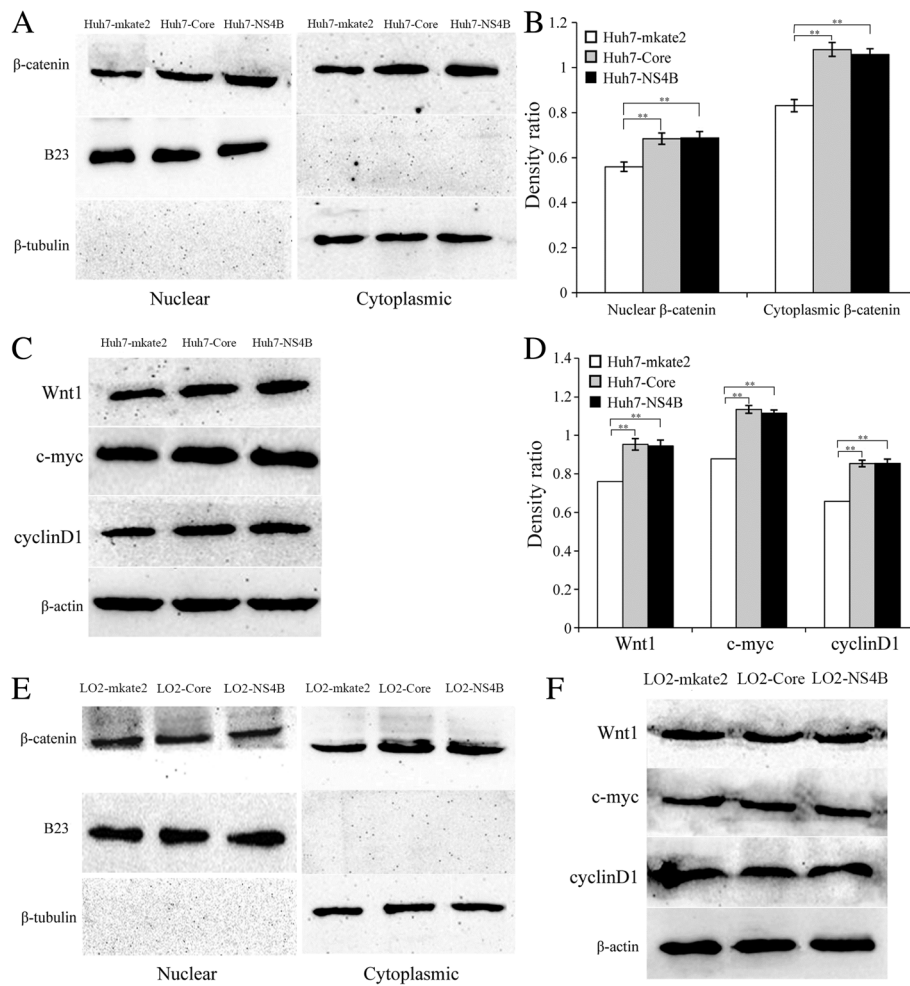 A
Huh7-mkate2 Huh7-Core Huh7-NS4B Huh7-mkate2 Huh7-Core Huh7-NS4B
β-catenin
B23
β-tubulin
Nuclear Cytoplasmic
B
Huh7-mkate2
Huh7-Core
Huh7-NS4B
Density ratio
1.2
1
0.8
0.6
0.4
0.2
0
** **
** **
Nuclear β-catenin Cytoplasmic β-catenin
C
Huh7-mkate2 Huh7-Core Huh7-NS4B
Wnt1
c-myc
cyclinD1
β-actin
D
Huh7-mkate2
Huh7-Core
Huh7-NS4B
Density ratio
1.4
1.2
1
0.8
0.6
0.4
0.2
0
** **
** **
** **
Wnt1 c-myc cyclinD1
E
LO2-mkate2 LO2-Core LO2-NS4B LO2-mkate2 LO2-Core LO2-NS4B
β-catenin
B23
β-tubulin
Nuclear Cytoplasmic
F
LO2-mkate2 LO2-Core LO2-NS4B
Wnt1
c-myc
cyclinD1
β-actin